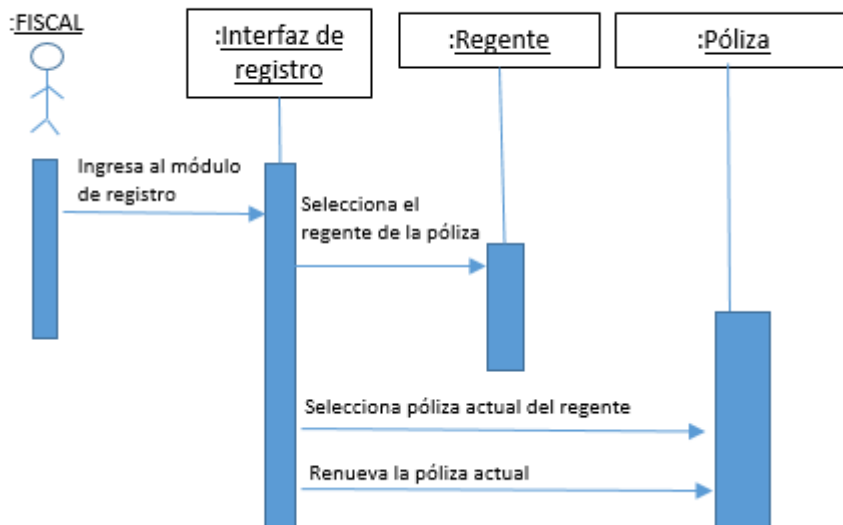 :FISCAL
:Interfaz de
registro
:Regente
:Póliza
Ingresa al módulo
de registro
Selecciona el
regente de la póliza
Selecciona póliza actual del regente
Renueva la póliza actual